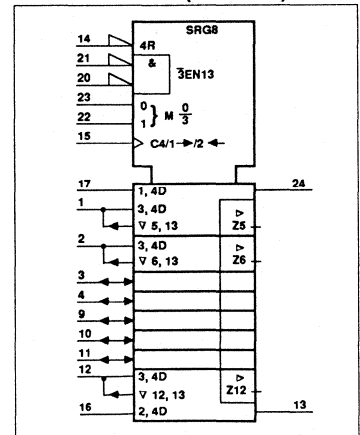 SRG8
14
4R
21
&
20
3̅EN13
23
0
M 0/3
22
1
15
C4/1→/2←
17
1, 4D
24
1
3, 4D
▷
∇ 5, 13
Z5
2
3, 4D
▷
∇ 6, 13
Z6
3
4
9
10
11
12
3, 4D
▷
∇ 12, 13
Z12
16
2, 4D
13